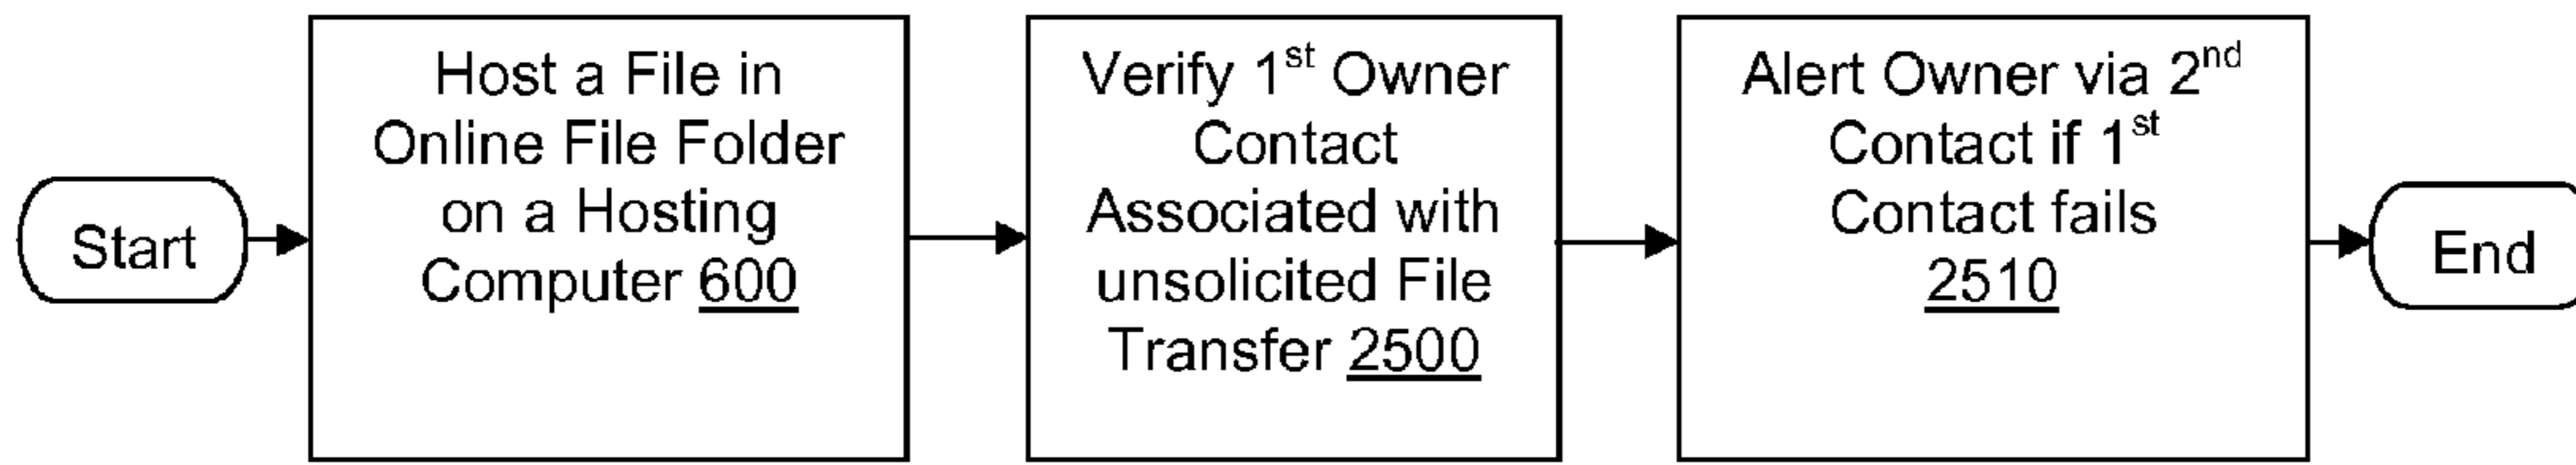 Start
Host a File in
Online File Folder
on a Hosting
Computer 600
Verify 1st Owner
Contact
Associated with
unsolicited File
Transfer 2500
Alert Owner via 2nd
Contact if 1st
Contact fails
2510
End